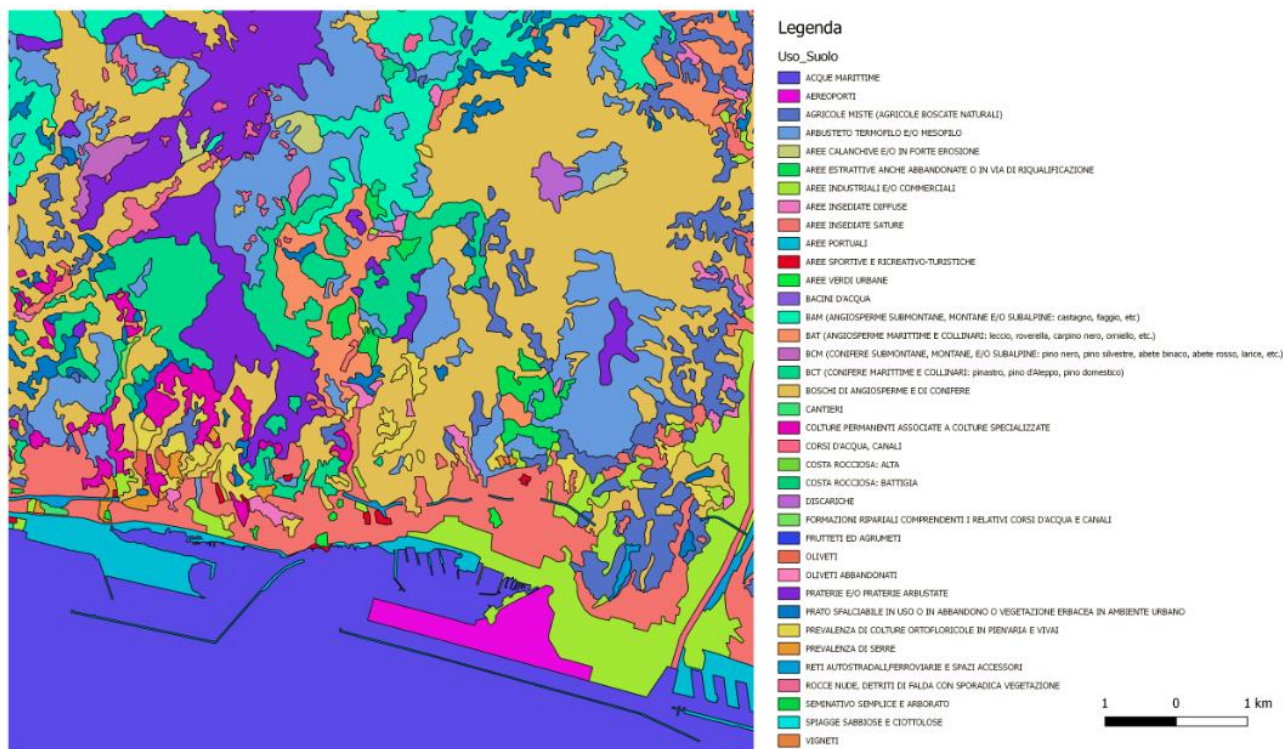 Legenda
Uso_Suolo
ACQUE MARITTIME
AEREOPORTI
AGRICOLE MISTE (AGRICOLE BOSCATE NATURALI)
ARBUSTETO TERMOFILO E/O MESOFILO
AREE CALANCHIVE E/O IN FORTE EROSIONE
AREE ESTRATTIVE ANCHE ABBANDONATE O IN VIA DI RIQUALIFICAZIONE
AREE INDUSTRIALI E/O COMMERCIALI
AREE INSEDIATE DIFFUSE
AREE INSEDIATE SATURE
AREE PORTUALI
AREE SPORTIVE E RICREATIVO-TURISTICHE
AREE VERDI URBANE
BACINI D'ACQUA
BAM (ANGIOSPERME SUBMONTANE, MONTANE E/O SUBALPINE: castagno, faggio, etc)
BAT (ANGIOSPERME MARITTIME E COLLINARI: leccio, roverella, carpino nero, orniello, etc.)
BCM (CONIFERE SUBMONTANE, MONTANE, E/O SUBALPINE: pino nero, pino silvestre, abete binaco, abete rosso, larice, etc.)
BCT (CONIFERE MARITTIME E COLLINARI: pinastro, pino d'Aleppo, pino domestico)
BOSCHI DI ANGIOSPERME E DI CONIFERE
CANTIERI
COLTURE PERMANENTI ASSOCIATE A COLTURE SPECIALIZZATE
CORSI D'ACQUA, CANALI
COSTA ROCCIOSA: ALTA
COSTA ROCCIOSA: BATTIGIA
DISCARICHE
FORMAZIONI RIPARIALI COMPRENDENTI I RELATIVI CORSI D'ACQUA E CANALI
FRUTTETI ED AGRUMETI
OLIVETI
OLIVETI ABBANDONATI
PRATERIE E/O PRATERIE ARBUSTATE
PRATO SFALCIABILE IN USO O IN ABBANDONO O VEGETAZIONE ERBACEA IN AMBIENTE URBANO
PREVALENZA DI COLTURE ORTOFLORICOLE IN PIEN'ARIA E VIVAI
PREVALENZA DI SERRE
RETI AUTOSTRADALI,FERROVIARIE E SPAZI ACCESSORI
ROCCE NUDE, DETRITI DI FALDA CON SPORADICA VEGETAZIONE
SEMINATIVO SEMPLICE E ARBORATO
SPIAGGE SABBIOSE E CIOTTOLOSE
VIGNETI
1 0 1 km